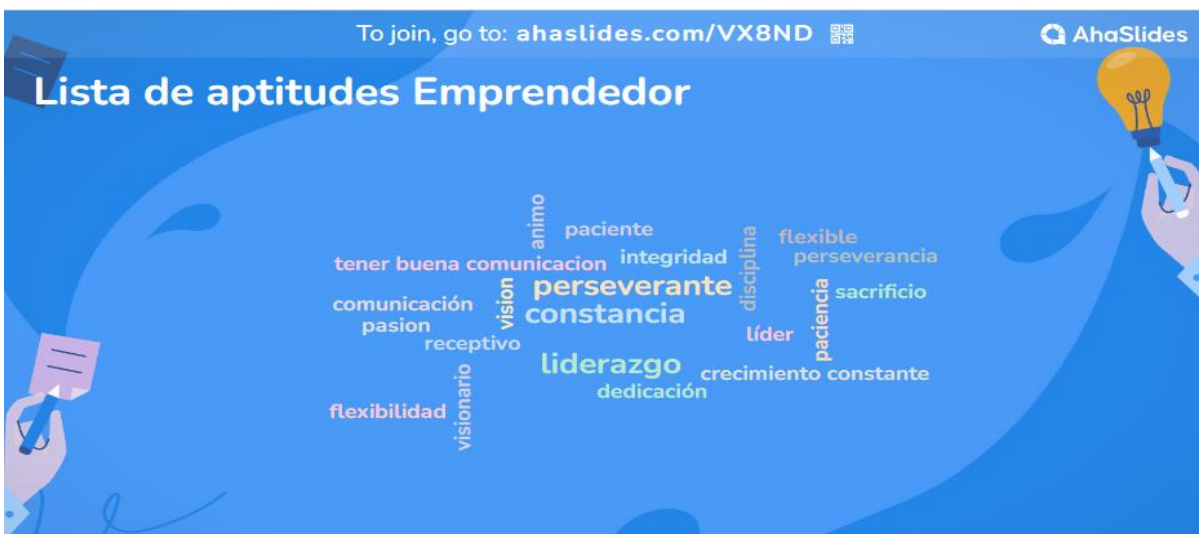 To join, go to: ahaslides.com/VX8ND
AhaSlides
Lista de aptitudes Emprendedor
animo
paciente
flexible
tener buena comunicacion
integridad
disciplina
perseverancia
comunicación
vision
perseverante
paciencia
sacrificio
pasion
constancia
líder
receptivo
liderazgo
crecimiento constante
dedicación
flexibilidad
visionario